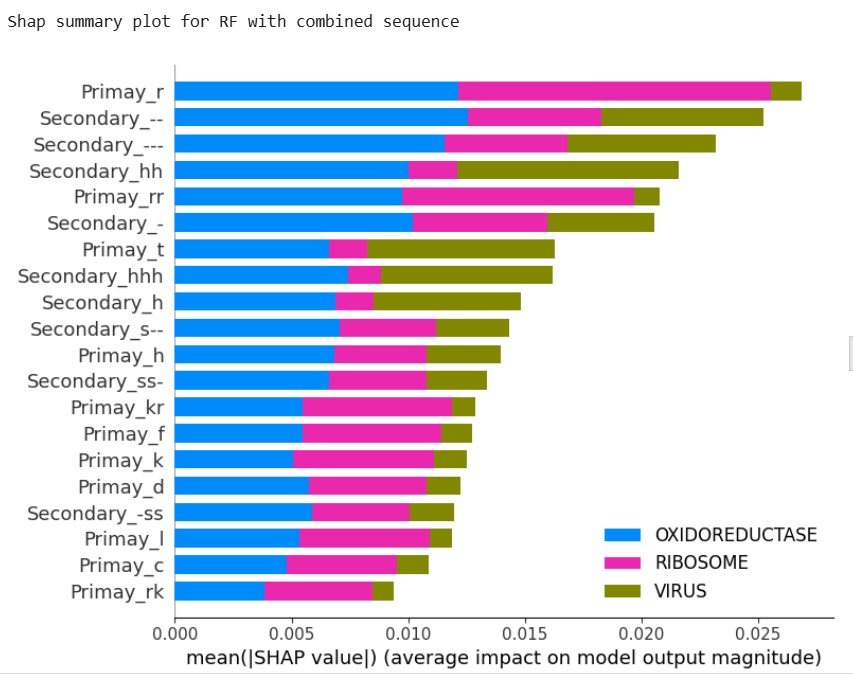 Shap summary plot for RF with combined sequence
Primay_r
Secondary_--
Secondary_---
Secondary_hh
Primay_rr
Secondary_-
Primay_t
Secondary_hhh
Secondary_h
Secondary_s--
Primay_h
Secondary_ss-
Primay_kr
Primay_f
Primay_k
Primay_d
Secondary_-ss
Primay_l
Primay_c
Primay_rk
OXIDOREDUCTASE
RIBOSOME
VIRUS
0.000 0.005 0.010 0.015 0.020 0.025
mean(|SHAP value|) (average impact on model output magnitude)